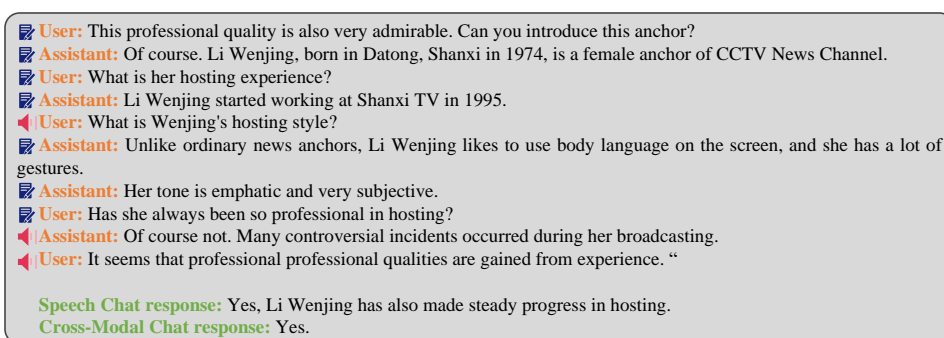 User: This professional quality is also very admirable. Can you introduce this anchor?
Assistant: Of course. Li Wenjing, born in Datong, Shanxi in 1974, is a female anchor of CCTV News Channel.
User: What is her hosting experience?
Assistant: Li Wenjing started working at Shanxi TV in 1995.
User: What is Wenjing's hosting style?
Assistant: Unlike ordinary news anchors, Li Wenjing likes to use body language on the screen, and she has a lot of
gestures.
Assistant: Her tone is emphatic and very subjective.
User: Has she always been so professional in hosting?
Assistant: Of course not. Many controversial incidents occurred during her broadcasting.
User: It seems that professional professional qualities are gained from experience. “
Speech Chat response: Yes, Li Wenjing has also made steady progress in hosting.
Cross-Modal Chat response: Yes.